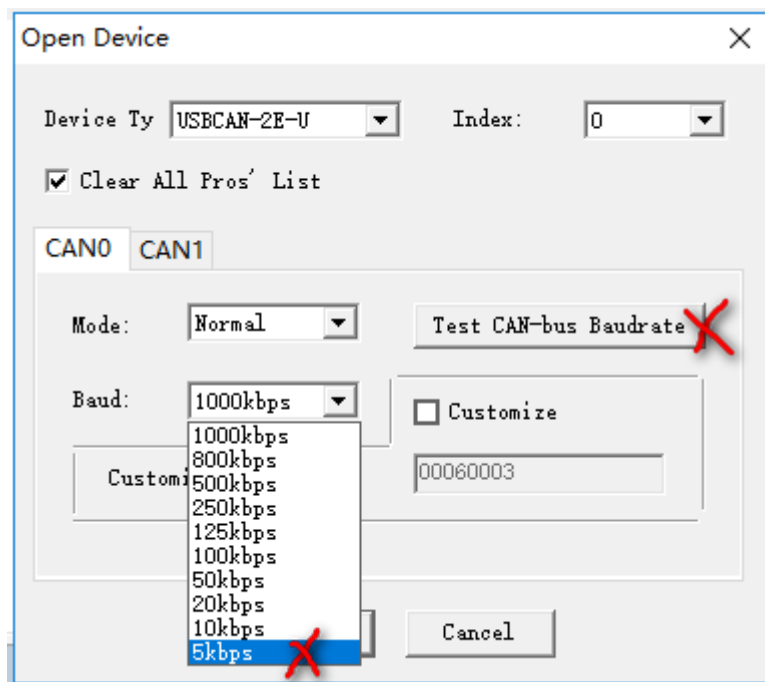 Open Device
Device Ty USBCAN-2E-U Index: 0
Clear All Pros' List
CAN0 CAN1
Mode: Normal Test CAN-bus Baudrate
Baud: 1000kbps Customize
1000kbps
800kbps
Customi 500kbps 00060003
250kbps
125kbps
100kbps
50kbps
20kbps
10kbps Cancel
5kbps